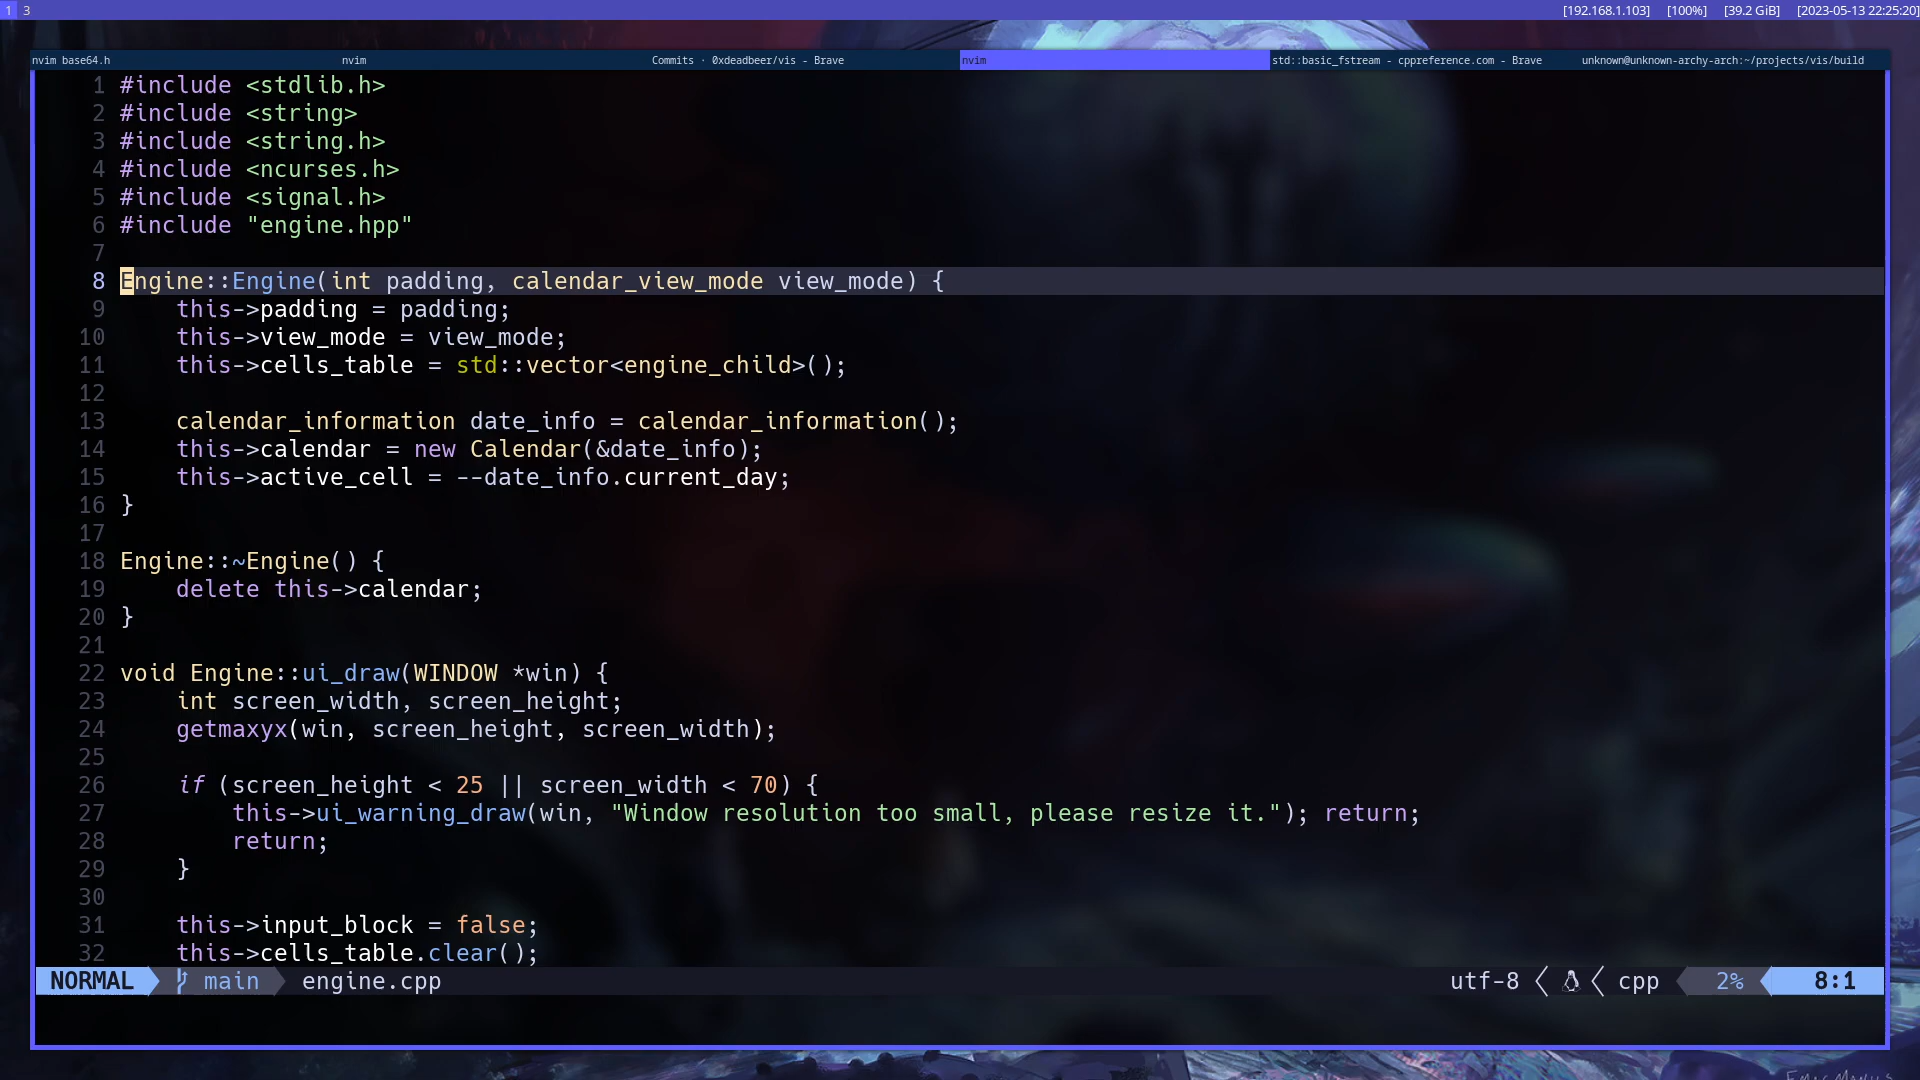 1 3 [192.168.1.103] [100%] [39.2 GiB] [2023-05-13 22:25:20]
nvim base64.h nvim Commits · 0xdeadbeer/vis - Brave nvim std::basic_fstream - cppreference.com - Brave unknown@unknown-archy-arch:~/projects/vis/build
1 #include <stdlib.h>
2 #include <string>
3 #include <string.h>
4 #include <ncurses.h>
5 #include <signal.h>
6 #include "engine.hpp"
7
8 Engine::Engine(int padding, calendar_view_mode view_mode) {
9     this->padding = padding;
10     this->view_mode = view_mode;
11     this->cells_table = std::vector<engine_child>();
12
13     calendar_information date_info = calendar_information();
14     this->calendar = new Calendar(&date_info);
15     this->active_cell = --date_info.current_day;
16 }
17
18 Engine::~Engine() {
19     delete this->calendar;
20 }
21
22 void Engine::ui_draw(WINDOW *win) {
23     int screen_width, screen_height;
24     getmaxyx(win, screen_height, screen_width);
25
26     if (screen_height < 25 || screen_width < 70) {
27         this->ui_warning_draw(win, "Window resolution too small, please resize it."); return;
28         return;
29     }
30
31     this->input_block = false;
32     this->cells_table.clear();
NORMAL main engine.cpp utf-8 cpp 2% 8:1